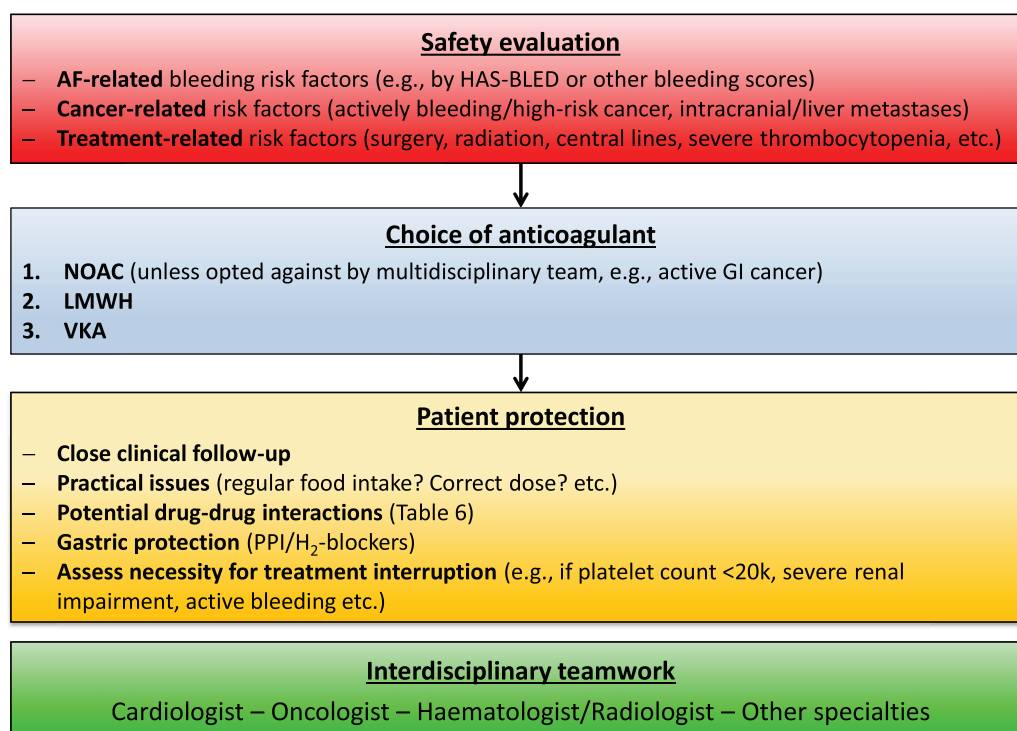 Safety evaluation
– AF-related bleeding risk factors (e.g., by HAS-BLED or other bleeding scores)
– Cancer-related risk factors (actively bleeding/high-risk cancer, intracranial/liver metastases)
– Treatment-related risk factors (surgery, radiation, central lines, severe thrombocytopenia, etc.)
Choice of anticoagulant
1. NOAC (unless opted against by multidisciplinary team, e.g., active GI cancer)
2. LMWH
3. VKA
Patient protection
– Close clinical follow-up
– Practical issues (regular food intake? Correct dose? etc.)
– Potential drug-drug interactions (Table 6)
– Gastric protection (PPI/H₂-blockers)
– Assess necessity for treatment interruption (e.g., if platelet count <20k, severe renal
impairment, active bleeding etc.)
Interdisciplinary teamwork
Cardiologist – Oncologist – Haematologist/Radiologist – Other specialties